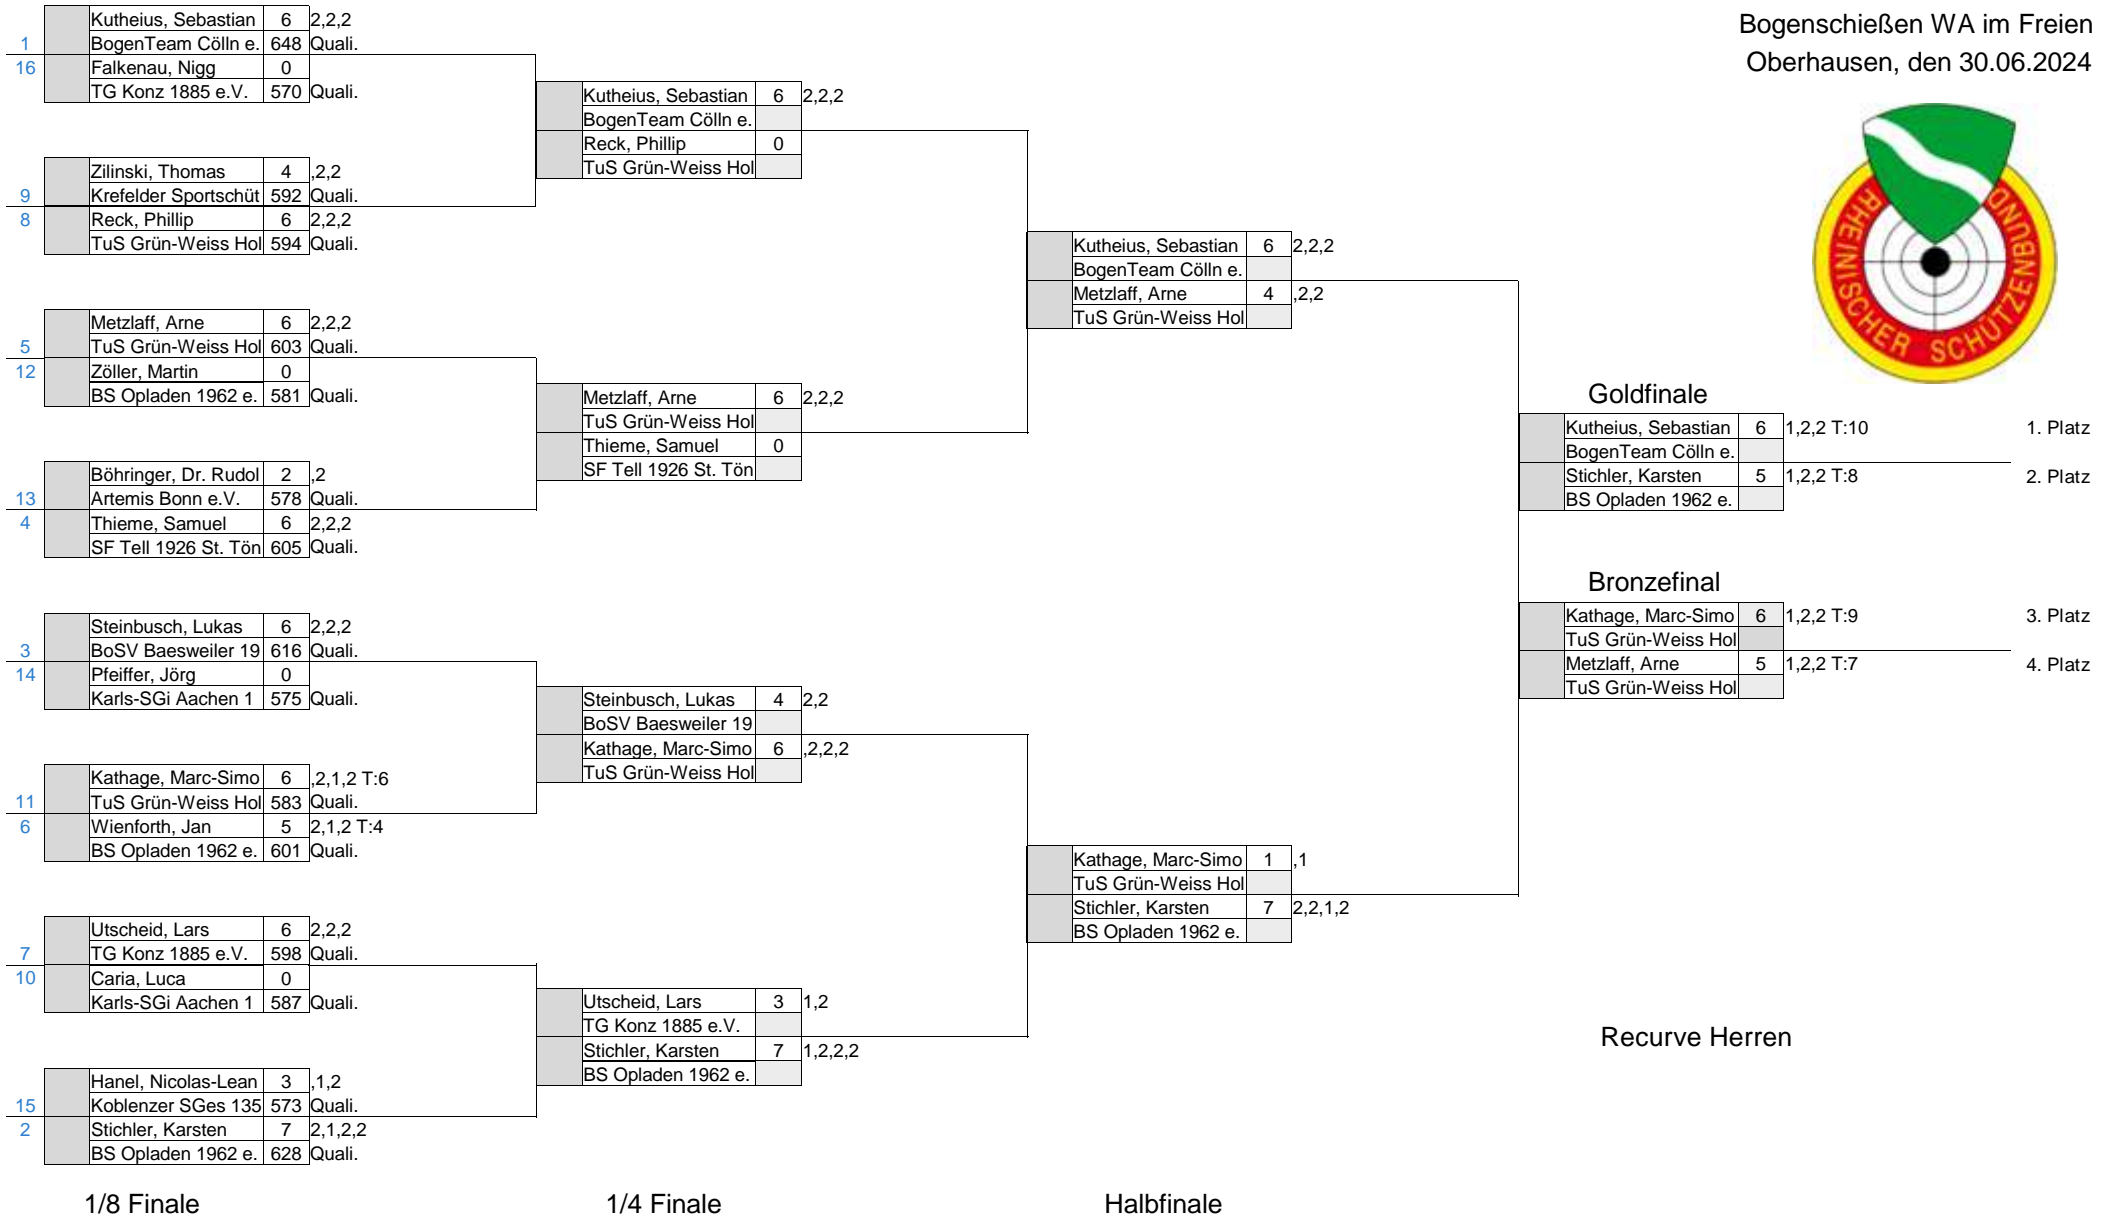 Bogenschießen WA im Freien
Oberhausen, den 30.06.2024
RHEINISCHER SCHÜTZENBUND
Kutheius, Sebastian 6 2,2,2
1 BogenTeam Cölln e. 648 Quali.
16 Falkenau, Nigg 0
TG Konz 1885 e.V. 570 Quali.
Zilinski, Thomas 4 ,2,2
9 Krefelder Sportschüt 592 Quali.
8 Reck, Phillip 6 2,2,2
TuS Grün-Weiss Hol 594 Quali.
Metzlaff, Arne 6 2,2,2
5 TuS Grün-Weiss Hol 603 Quali.
12 Zöller, Martin 0
BS Opladen 1962 e. 581 Quali.
Böhringer, Dr. Rudol 2 ,2
13 Artemis Bonn e.V. 578 Quali.
4 Thieme, Samuel 6 2,2,2
SF Tell 1926 St. Tön 605 Quali.
Steinbusch, Lukas 6 2,2,2
3 BoSV Baesweiler 19 616 Quali.
14 Pfeiffer, Jörg 0
Karls-SGi Aachen 1 575 Quali.
Kathage, Marc-Simo 6 ,2,1,2 T:6
11 TuS Grün-Weiss Hol 583 Quali.
6 Wienforth, Jan 5 2,1,2 T:4
BS Opladen 1962 e. 601 Quali.
Utscheid, Lars 6 2,2,2
7 TG Konz 1885 e.V. 598 Quali.
10 Caria, Luca 0
Karls-SGi Aachen 1 587 Quali.
Hanel, Nicolas-Lean 3 ,1,2
15 Koblenzer SGes 135 573 Quali.
2 Stichler, Karsten 7 2,1,2,2
BS Opladen 1962 e. 628 Quali.
1/8 Finale
Kutheius, Sebastian 6 2,2,2
BogenTeam Cölln e.
Reck, Phillip 0
TuS Grün-Weiss Hol
Metzlaff, Arne 6 2,2,2
TuS Grün-Weiss Hol
Thieme, Samuel 0
SF Tell 1926 St. Tön
Steinbusch, Lukas 4 2,2
BoSV Baesweiler 19
Kathage, Marc-Simo 6 ,2,2,2
TuS Grün-Weiss Hol
Utscheid, Lars 3 1,2
TG Konz 1885 e.V.
Stichler, Karsten 7 1,2,2,2
BS Opladen 1962 e.
1/4 Finale
Kutheius, Sebastian 6 2,2,2
BogenTeam Cölln e.
Metzlaff, Arne 4 ,2,2
TuS Grün-Weiss Hol
Kathage, Marc-Simo 1 ,1
TuS Grün-Weiss Hol
Stichler, Karsten 7 2,2,1,2
BS Opladen 1962 e.
Halbfinale
Goldfinale
Kutheius, Sebastian 6 1,2,2 T:10 1. Platz
BogenTeam Cölln e.
Stichler, Karsten 5 1,2,2 T:8 2. Platz
BS Opladen 1962 e.
Bronzefinal
Kathage, Marc-Simo 6 1,2,2 T:9 3. Platz
TuS Grün-Weiss Hol
Metzlaff, Arne 5 1,2,2 T:7 4. Platz
TuS Grün-Weiss Hol
Recurve Herren